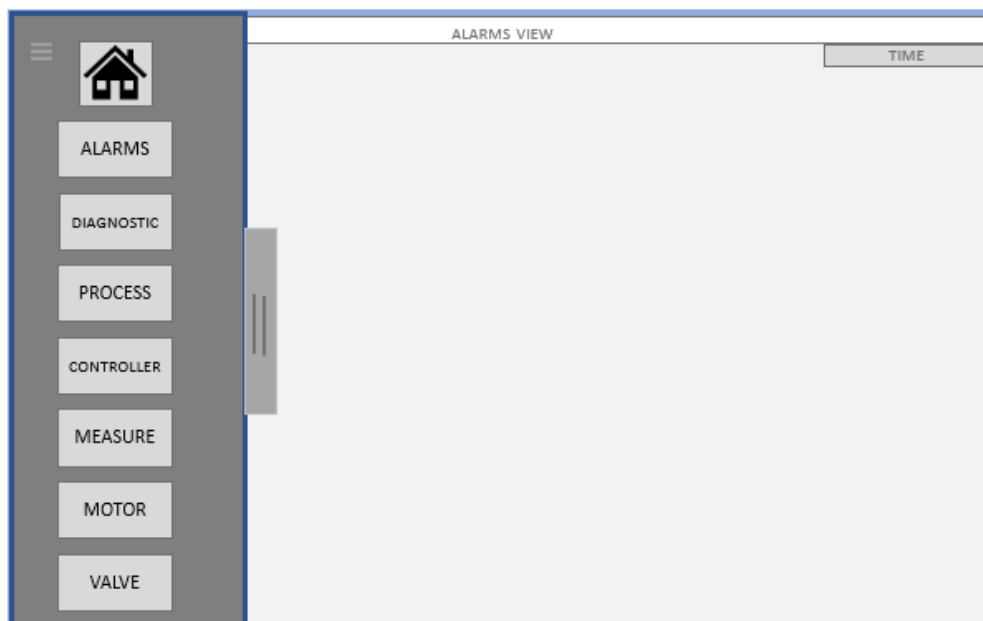 ALARMS VIEW
TIME
ALARMS
DIAGNOSTIC
PROCESS
CONTROLLER
MEASURE
MOTOR
VALVE